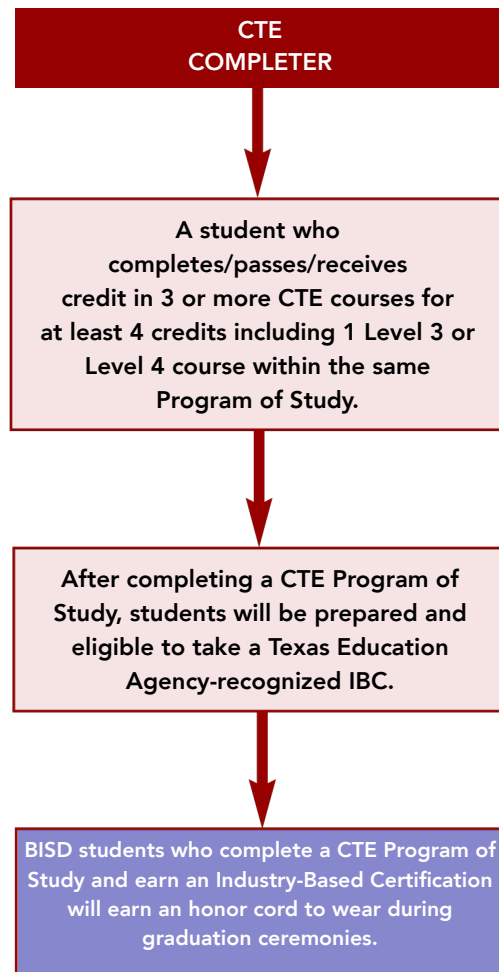 CTE
COMPLETER
A student who
completes/passes/receives
credit in 3 or more CTE courses for
at least 4 credits including 1 Level 3 or
Level 4 course within the same
Program of Study.
After completing a CTE Program of
Study, students will be prepared and
eligible to take a Texas Education
Agency-recognized IBC.
BISD students who complete a CTE Program of
Study and earn an Industry-Based Certification
will earn an honor cord to wear during
graduation ceremonies.